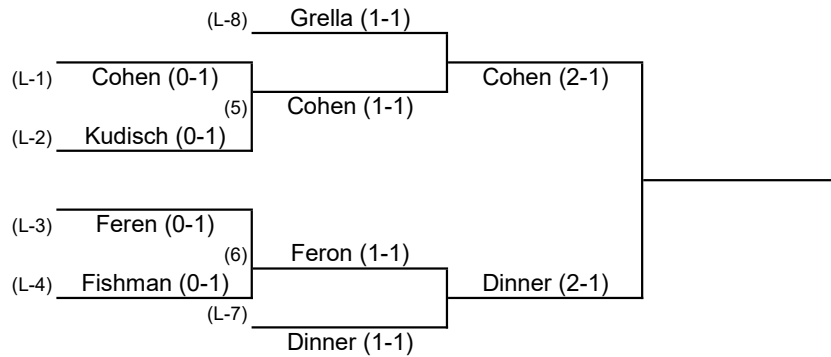 (L-8) Grella (1-1)
(L-1) Cohen (0-1) Cohen (2-1)
(5) Cohen (1-1)
(L-2) Kudisch (0-1)
(L-3) Feren (0-1)
(6) Feron (1-1)
(L-4) Fishman (0-1) Dinner (2-1)
(L-7)
Dinner (1-1)